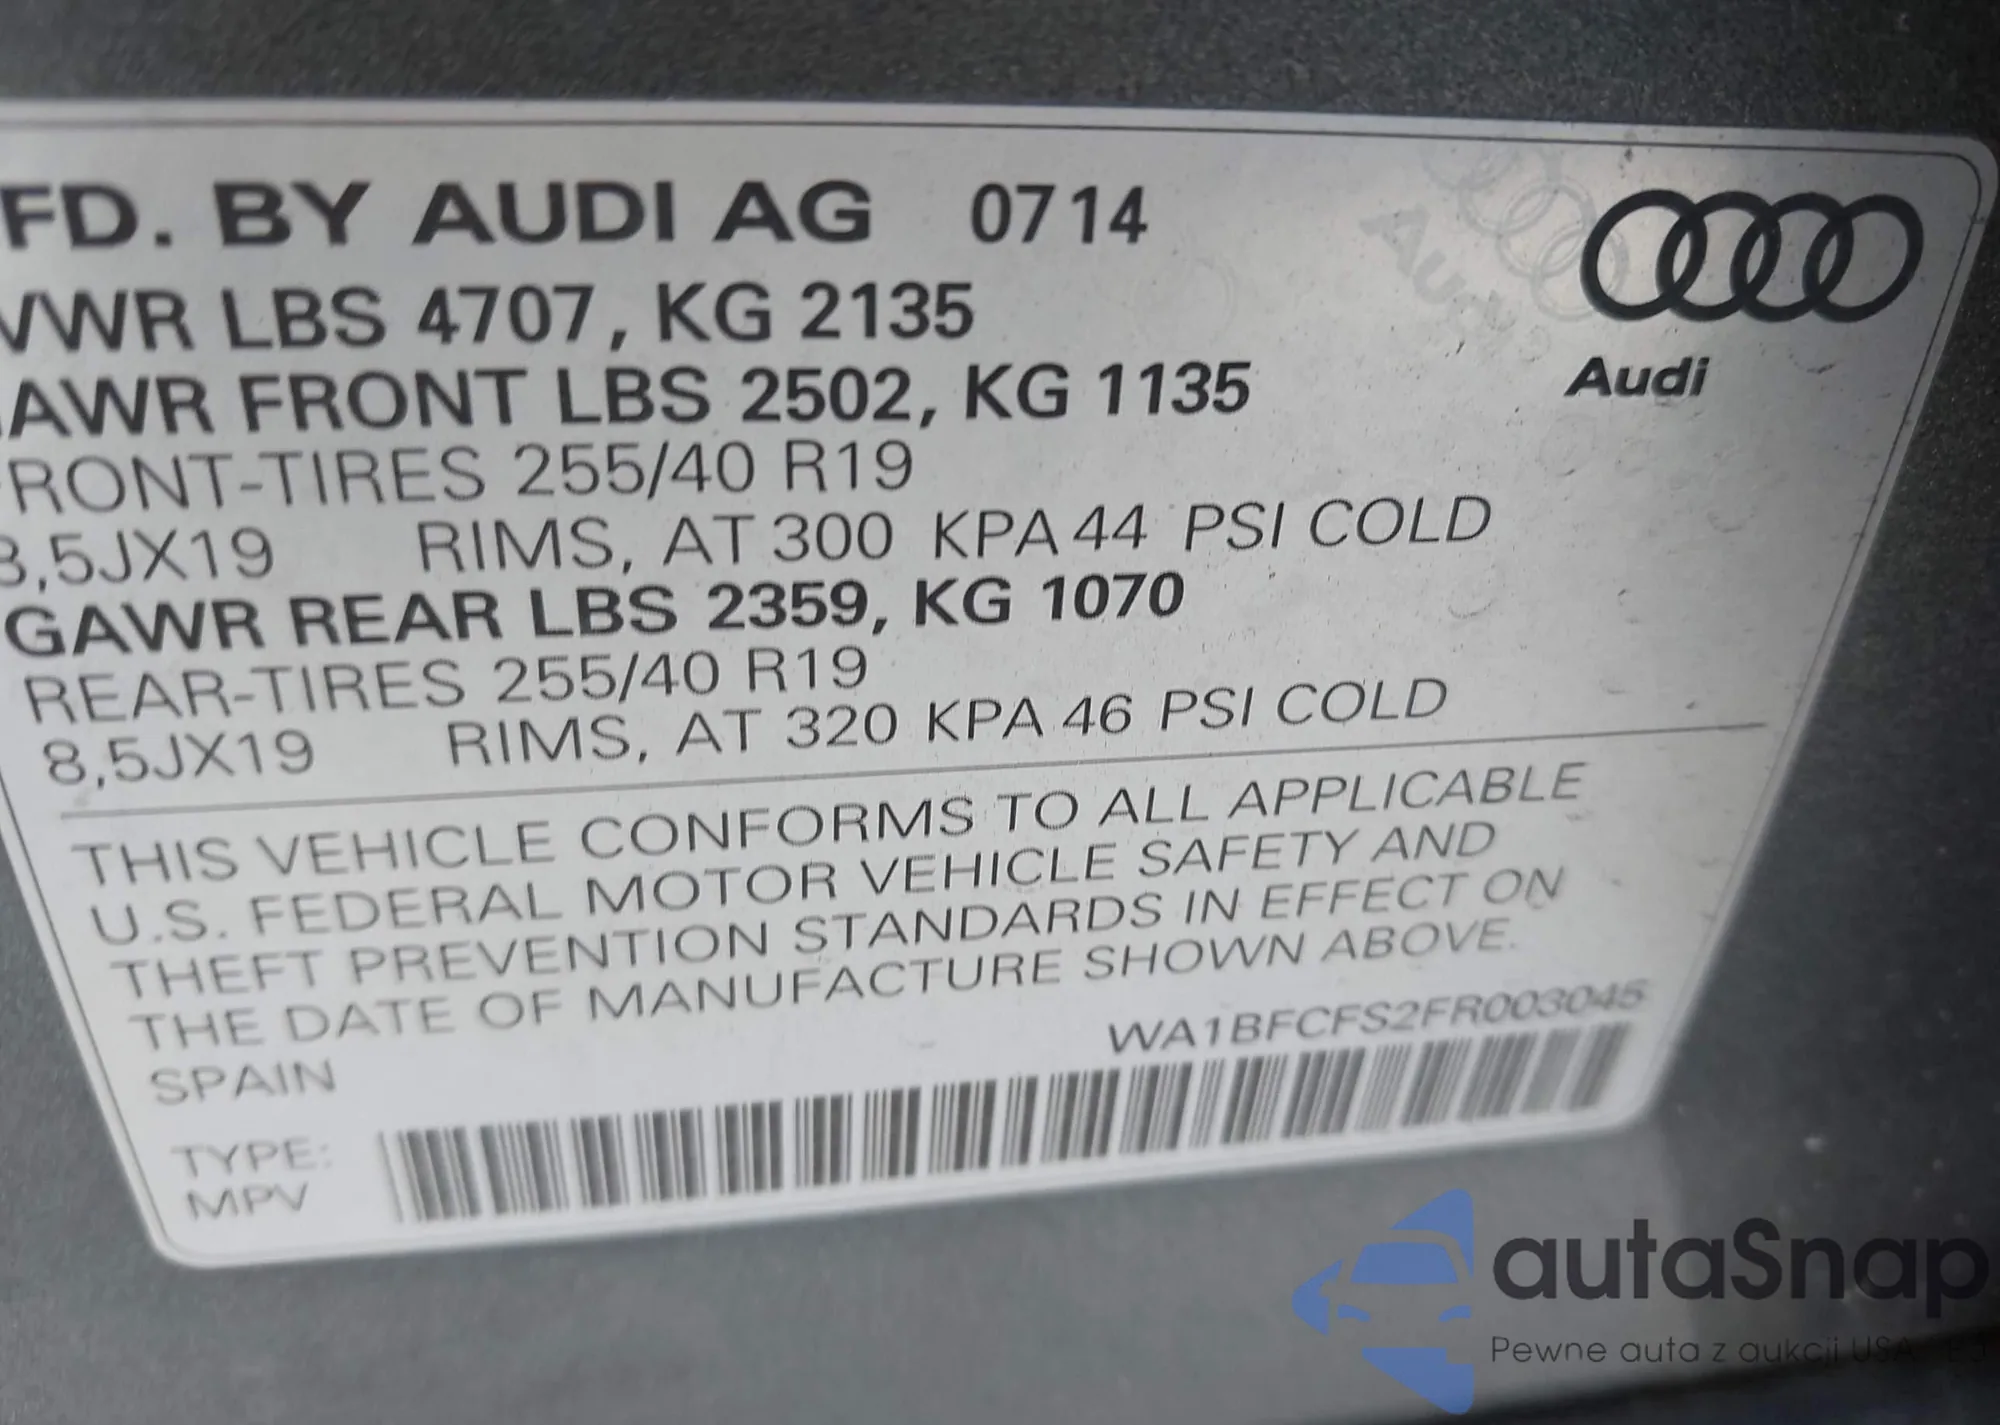 FD. BY AUDI AG 0714
VWR LBS 4707, KG 2135
AWR FRONT LBS 2502, KG 1135
RONT-TIRES 255/40 R19
8,5JX19 RIMS, AT 300 KPA 44 PSI COLD
GAWR REAR LBS 2359, KG 1070
REAR-TIRES 255/40 R19
8,5JX19 RIMS, AT 320 KPA 46 PSI COLD
Audi
THIS VEHICLE CONFORMS TO ALL APPLICABLE
U.S. FEDERAL MOTOR VEHICLE SAFETY AND
THEFT PREVENTION STANDARDS IN EFFECT ON
THE DATE OF MANUFACTURE SHOWN ABOVE.
SPAIN WA1BFCFS2FR003045
TYPE:
MPV
autaSnap
Pewne auta z aukcji USA